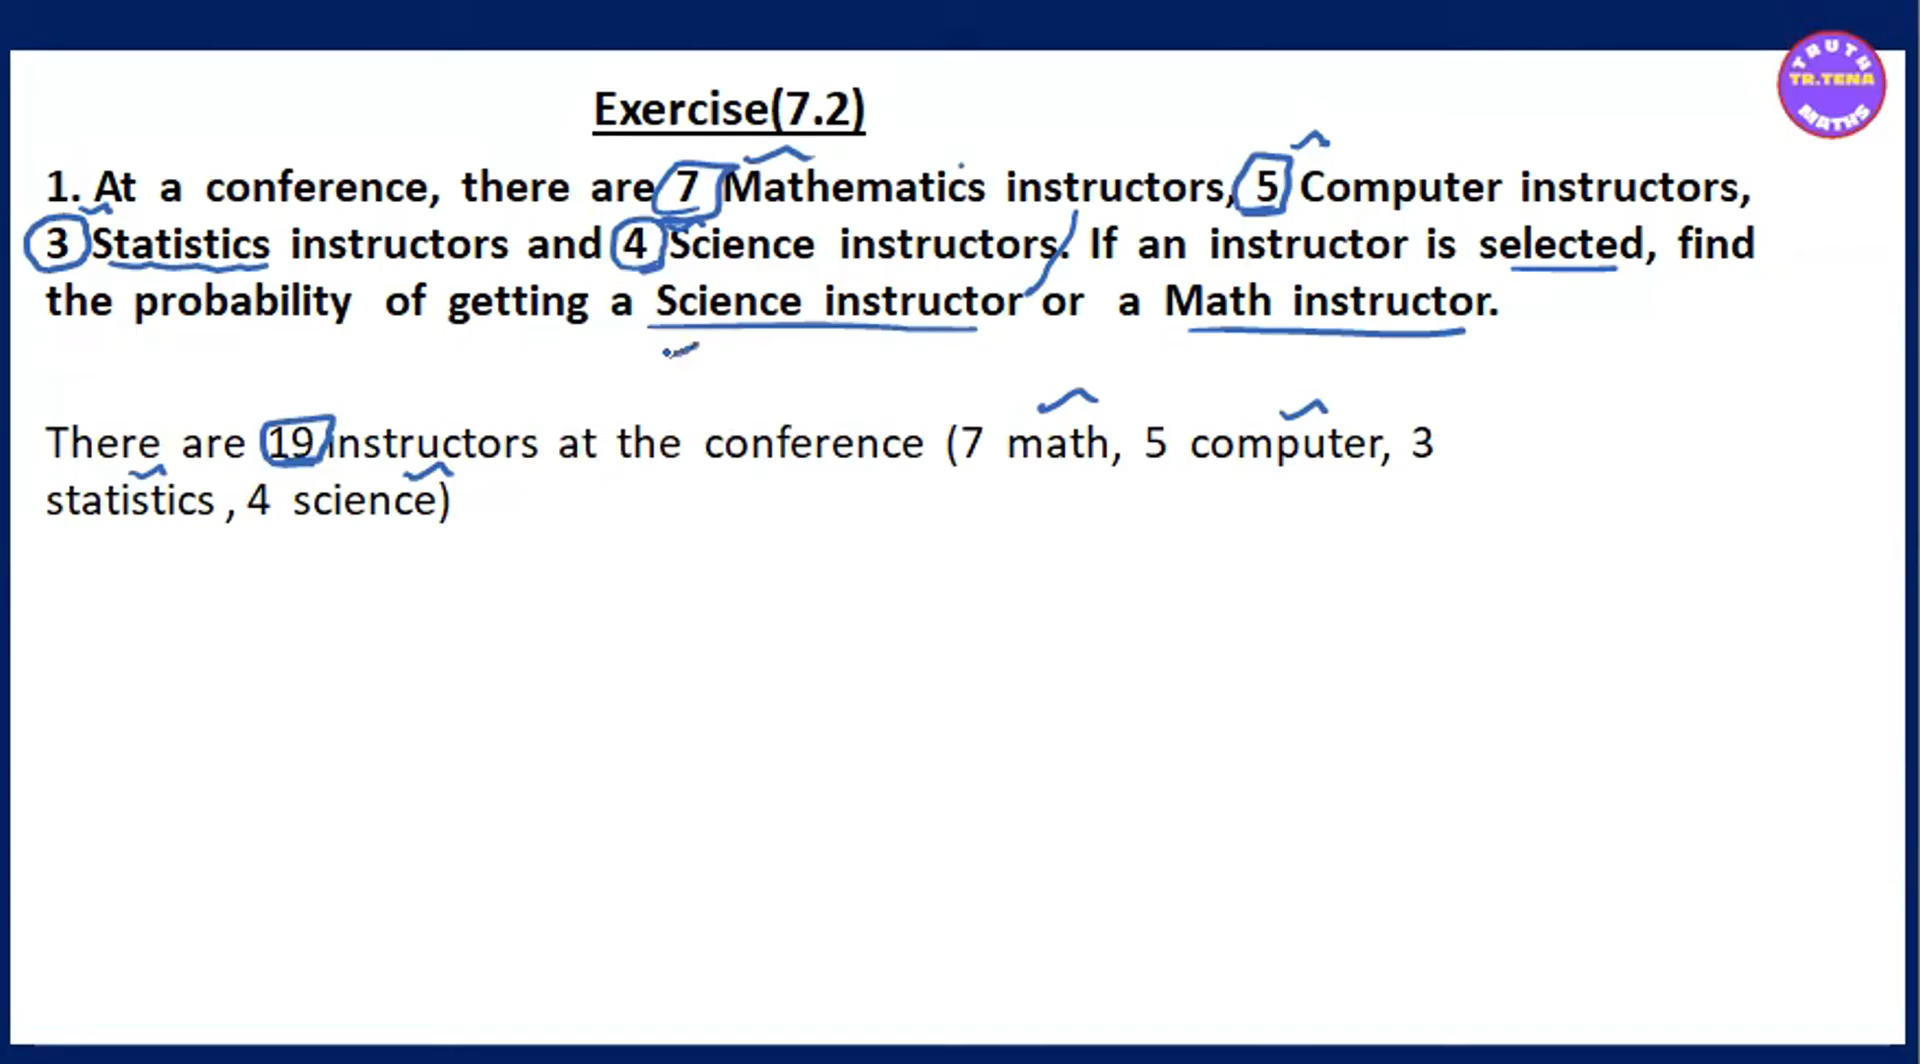 TRUTH
TR.TENA
MATHS
Exercise(7.2)
1. At a conference, there are 7 Mathematics instructors, 5 Computer instructors,
3 Statistics instructors and 4 Science instructors. If an instructor is selected, find
the probability of getting a Science instructor or a Math instructor.
There are 19 instructors at the conference (7 math, 5 computer, 3
statistics , 4 science)